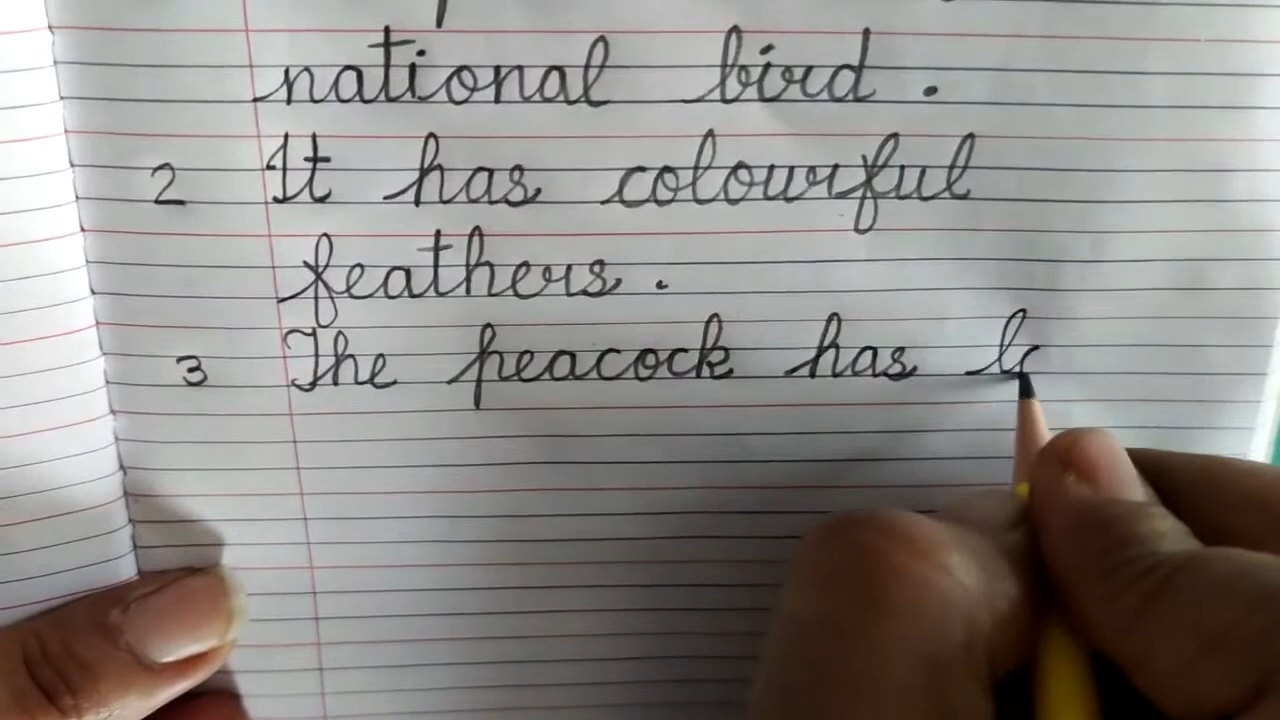 national bird.
2 It has colourful
feathers.
3 The peacock has